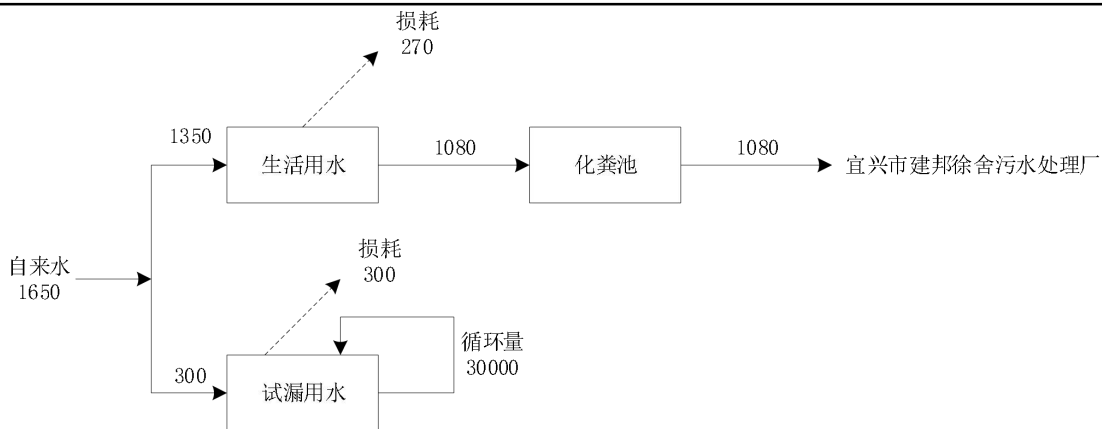 损耗
270
1350
生活用水
1080
化粪池
1080
宜兴市建邦徐舍污水处理厂
自来水
1650
损耗
300
循环量
30000
300
试漏用水